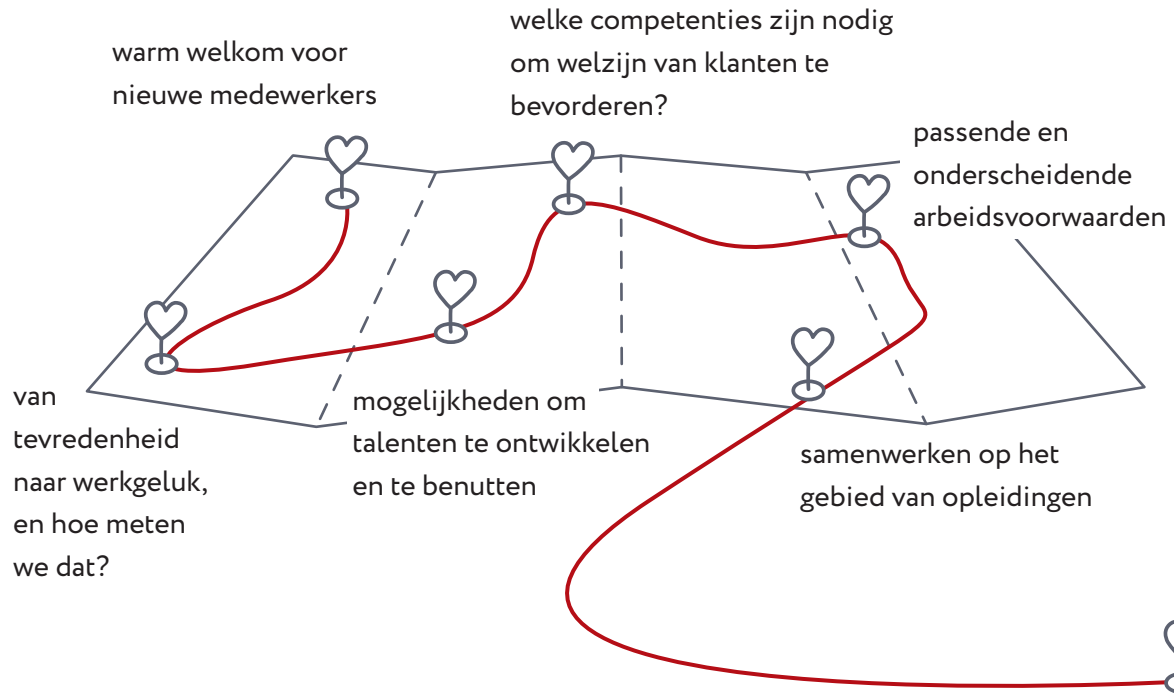 warm welkom voor
nieuwe medewerkers
welke competenties zijn nodig
om welzijn van klanten te
bevorderen?
passende en
onderscheidende
arbeidsvoorwaarden
van
tevredenheid
naar werkgeluk,
en hoe meten
we dat?
mogelijkheden om
talenten te ontwikkelen
en te benutten
samenwerken op het
gebied van opleidingen